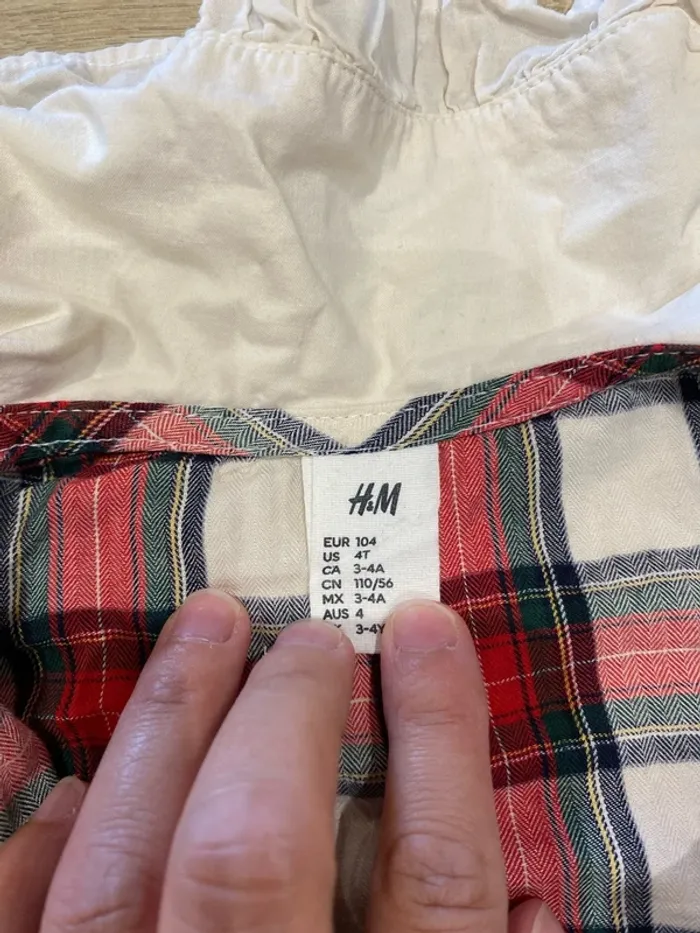 H&M
EUR 104
US 4T
CA 3-4A
CN 110/56
MX 3-4A
AUS 4
3-4Y